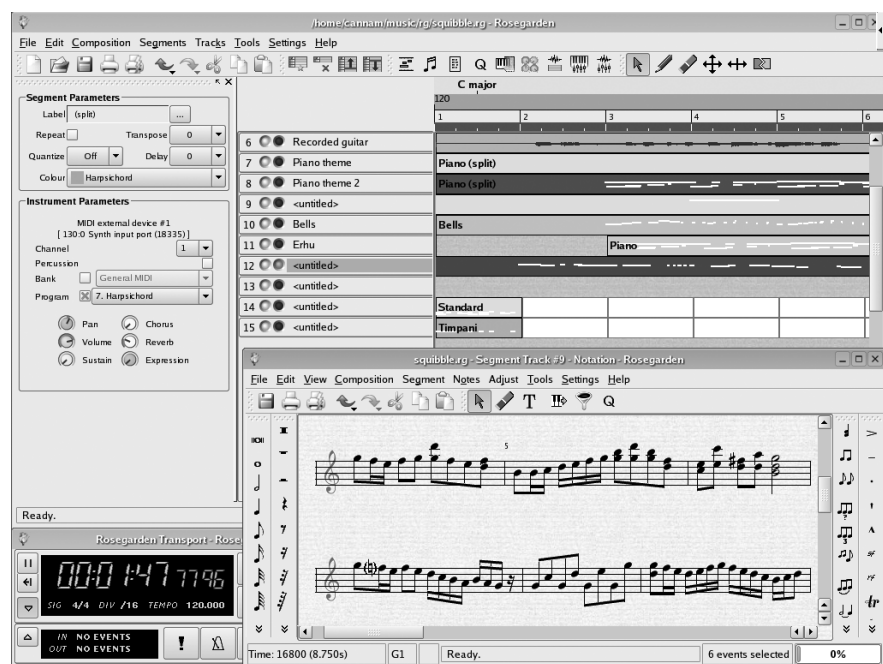 /home/cannam/music/rg/squibble.rg - Rosegarden
File Edit Composition Segments Tracks Tools Settings Help
Segment Parameters
Label (split) ...
Repeat Transpose 0
Quantize Off Delay 0
Colour Harpsichord
Instrument Parameters
MIDI external device #1
[ 130:0 Synth input port (18335) ]
Channel 1
Percussion
Bank General MIDI
Program 7. Harpsichord
Pan Chorus
Volume Reverb
Sustain Expression
Ready.
C major
120
1 2 3 4 5 6
6 Recorded guitar
7 Piano theme Piano (split)
8 Piano theme 2 Piano (split)
9 <untitled>
10 Bells Bells
11 Erhu Piano
12 <untitled>
13 <untitled>
14 <untitled> Standard
15 <untitled> Timpani
Rosegarden Transport - Rose
00:01:47 7796
SIG 4/4 DIV /16 TEMPO 120.000
IN NO EVENTS
OUT NO EVENTS
squibble.rg - Segment Track #9 - Notation - Rosegarden
File Edit View Composition Segment Notes Adjust Tools Settings Help
5
Time: 16800 (8.750s) G1 Ready. 6 events selected 0%